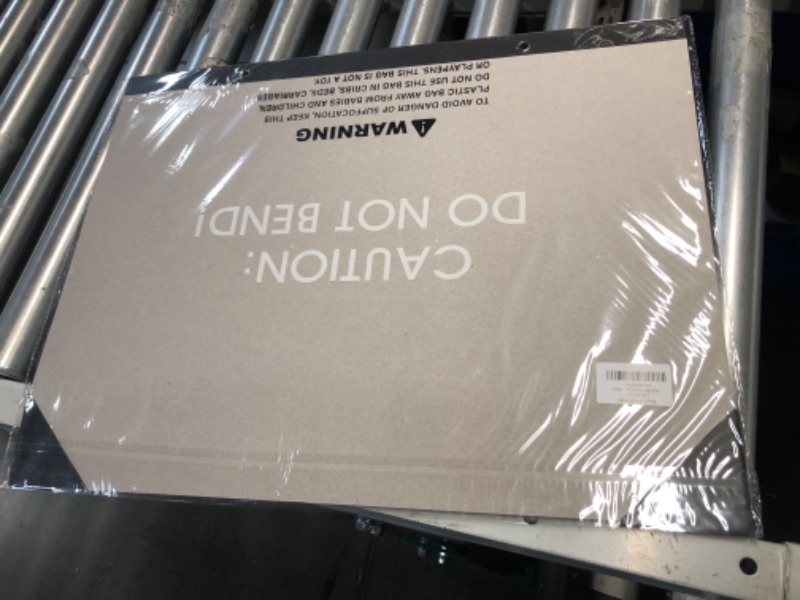 CAUTION:
DO NOT BEND!
WARNING
TO AVOID DANGER OF SUFFOCATION, KEEP THIS
PLASTIC BAG AWAY FROM BABIES AND CHILDREN.
DO NOT USE THIS BAG IN CRIBS, BEDS, CARRIAGES
OR PLAYPENS. THIS BAG IS NOT A TOY.